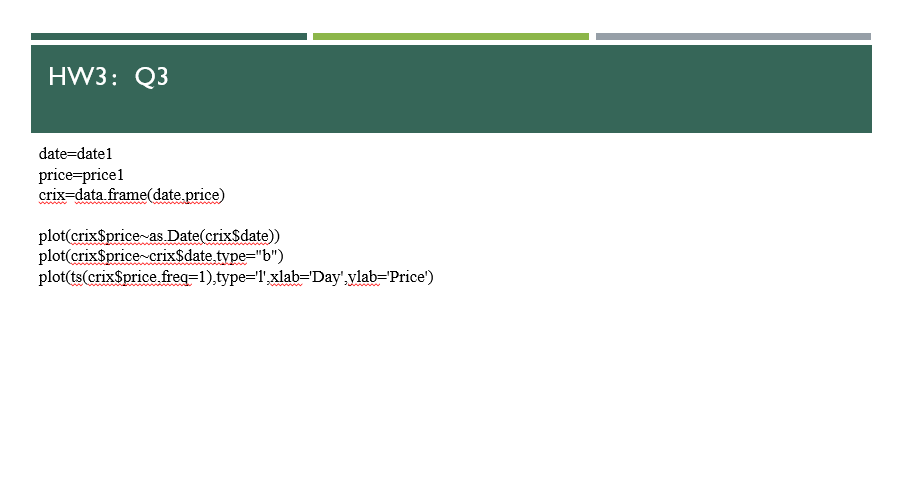 HW3：Q3
date=date1
price=price1
crix=data.frame(date,price)
plot(crix$price~as.Date(crix$date))
plot(crix$price~crix$date,type="b")
plot(ts(crix$price,freq=1),type='l',xlab='Day',ylab='Price')